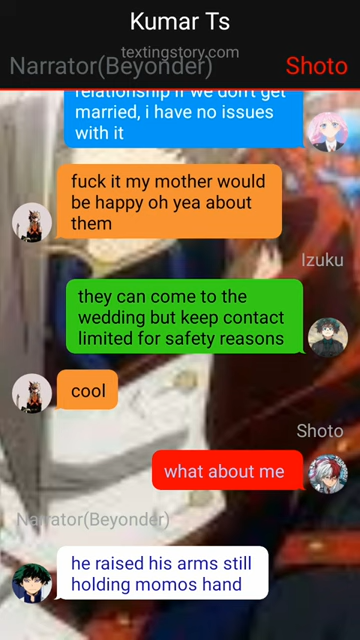 Kumar Ts
textingstory.com
Narrator(Beyonder)
Shoto
relationship if we don't get
married, i have no issues
with it
fuck it my mother would
be happy oh yea about
them
Izuku
they can come to the
wedding but keep contact
limited for safety reasons
cool
Shoto
what about me
Narrator(Beyonder)
he raised his arms still
holding momos hand